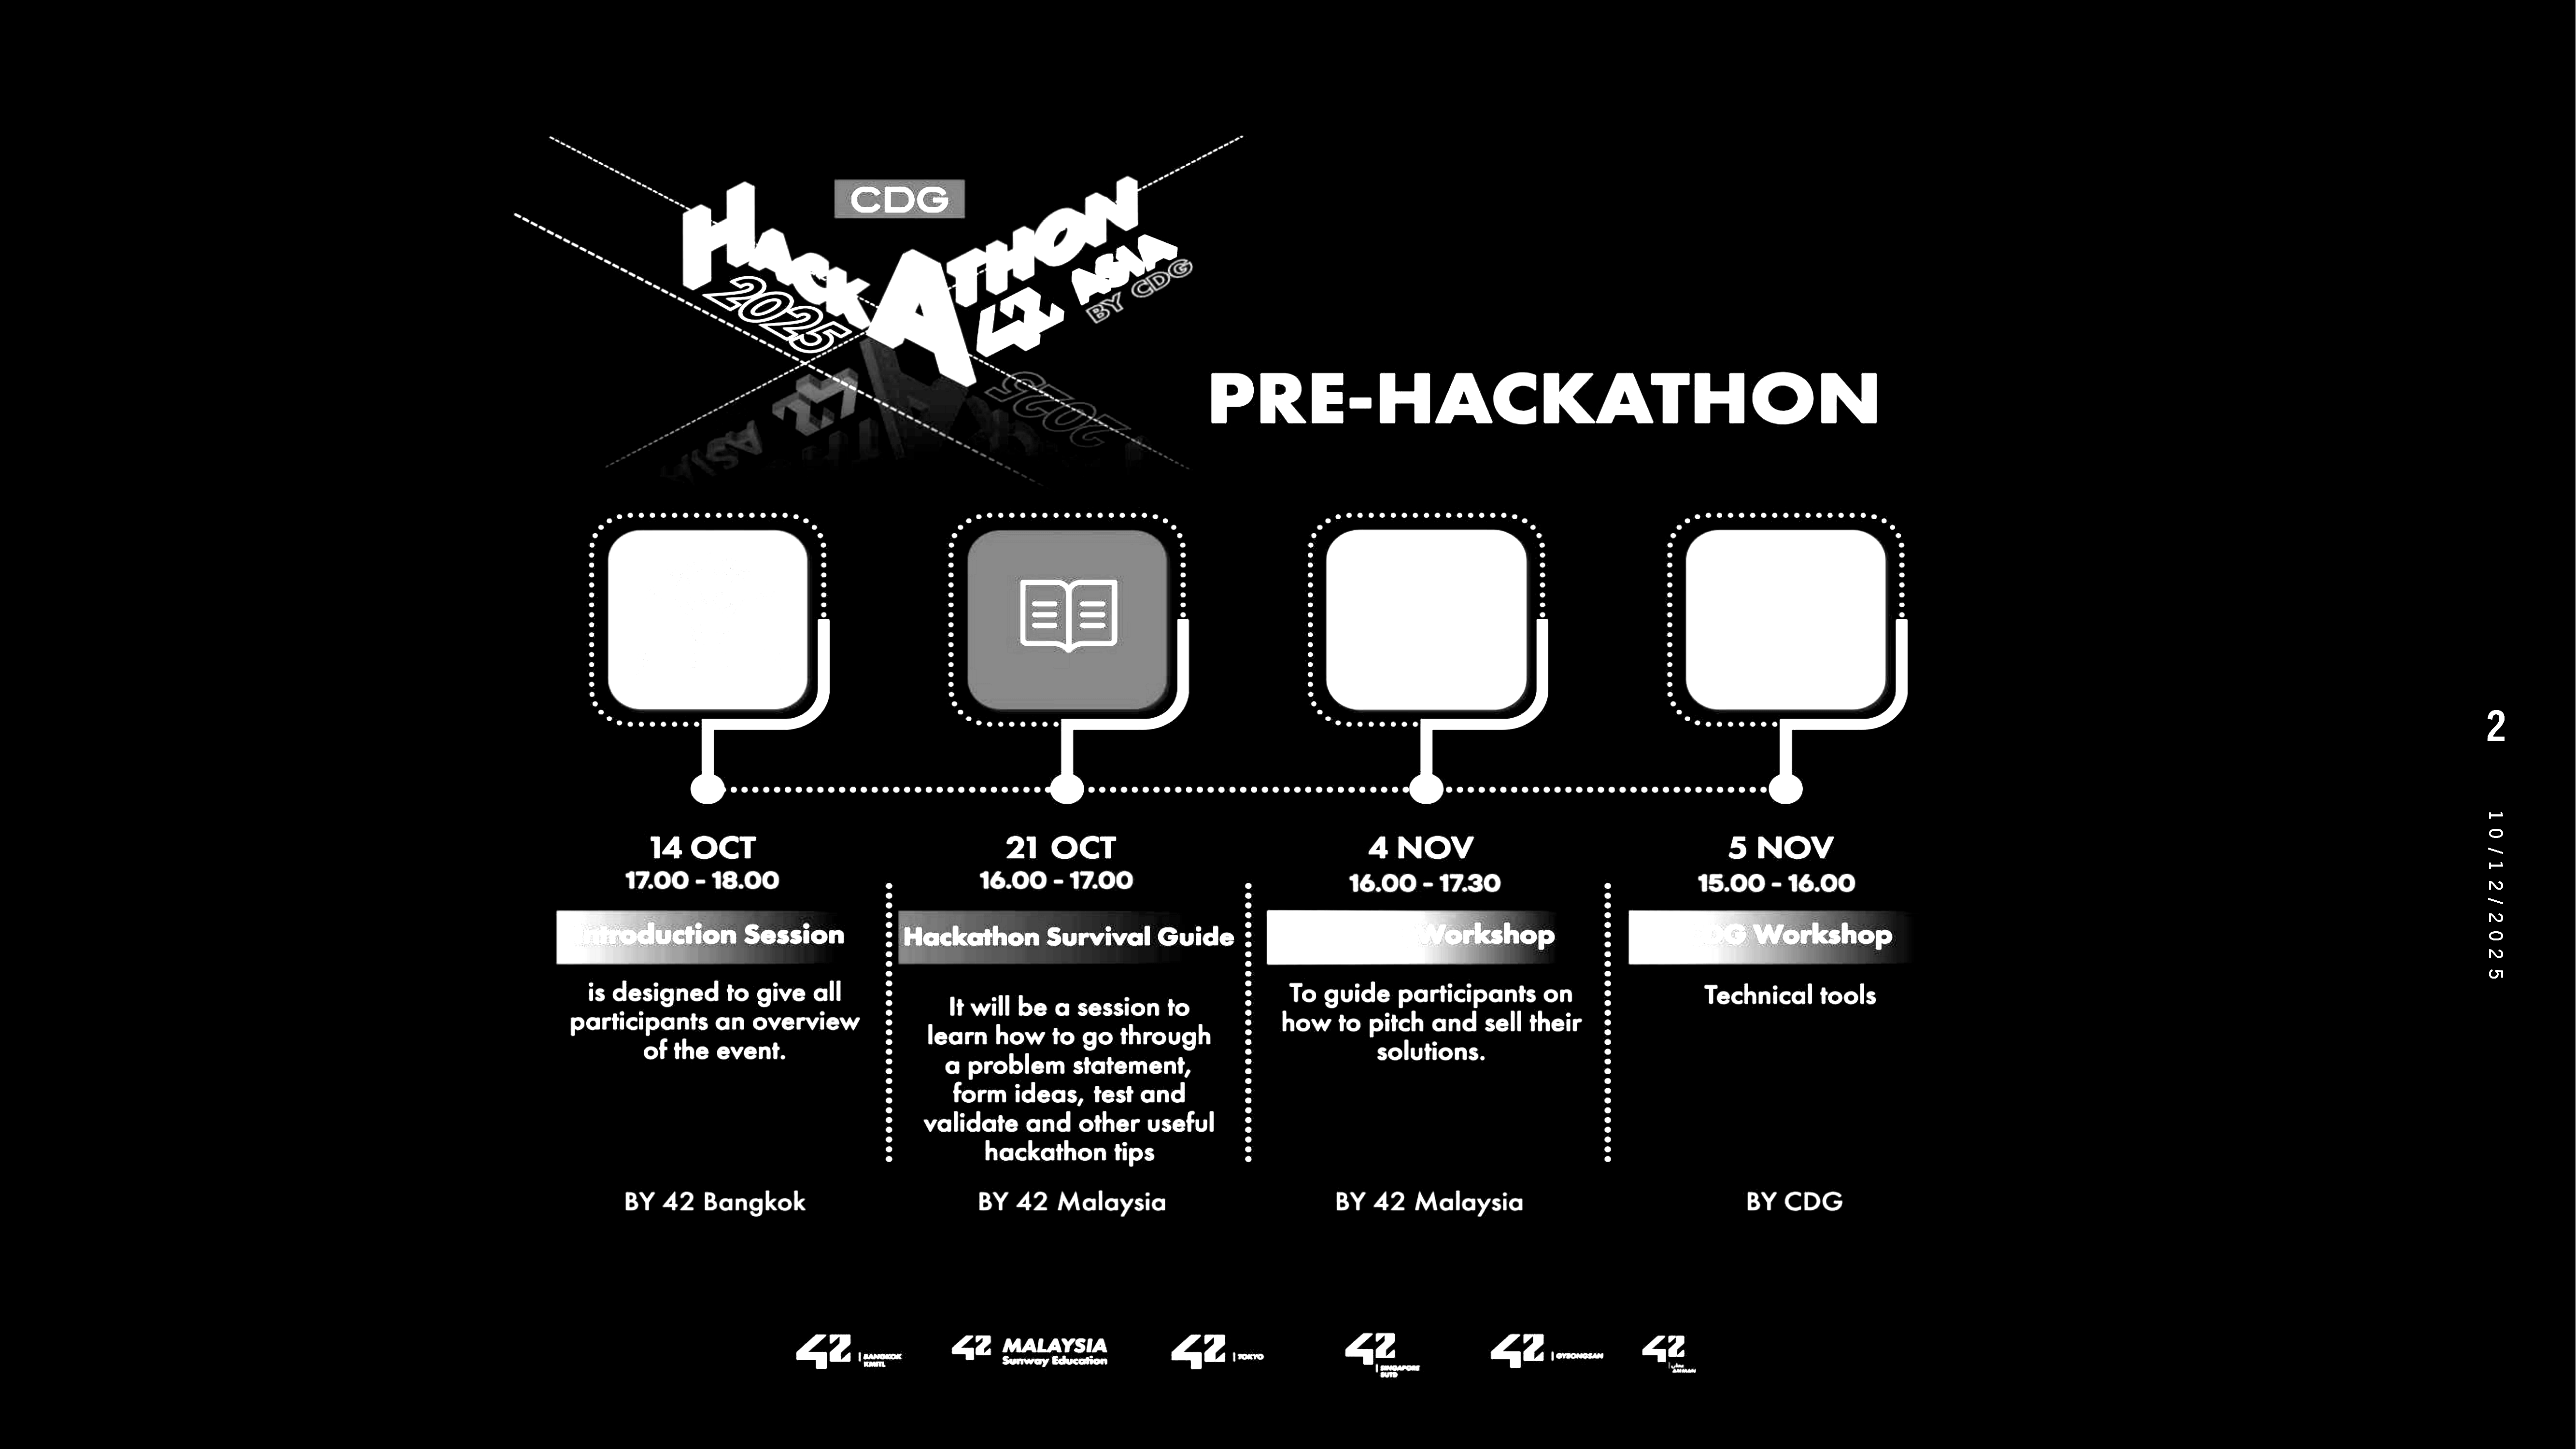 CDG
HACKATHON
2025
42 ASIA
BY CDG
PRE-HACKATHON
14 OCT
17.00 - 18.00
Introduction Session
is designed to give all
participants an overview
of the event.
BY 42 Bangkok
21 OCT
16.00 - 17.00
Hackathon Survival Guide
It will be a session to
learn how to go through
a problem statement,
form ideas, test and
validate and other useful
hackathon tips
BY 42 Malaysia
4 NOV
16.00 - 17.30
Workshop
To guide participants on
how to pitch and sell their
solutions.
BY 42 Malaysia
5 NOV
15.00 - 16.00
CDG Workshop
Technical tools
BY CDG
42 BANGKOK
KMITL
42 MALAYSIA
Sunway Education
42 TOKYO
42 SINGAPORE
SUTD
42 GYEONGSAN
42 عمّان
AMMAN
2
10/12/2025